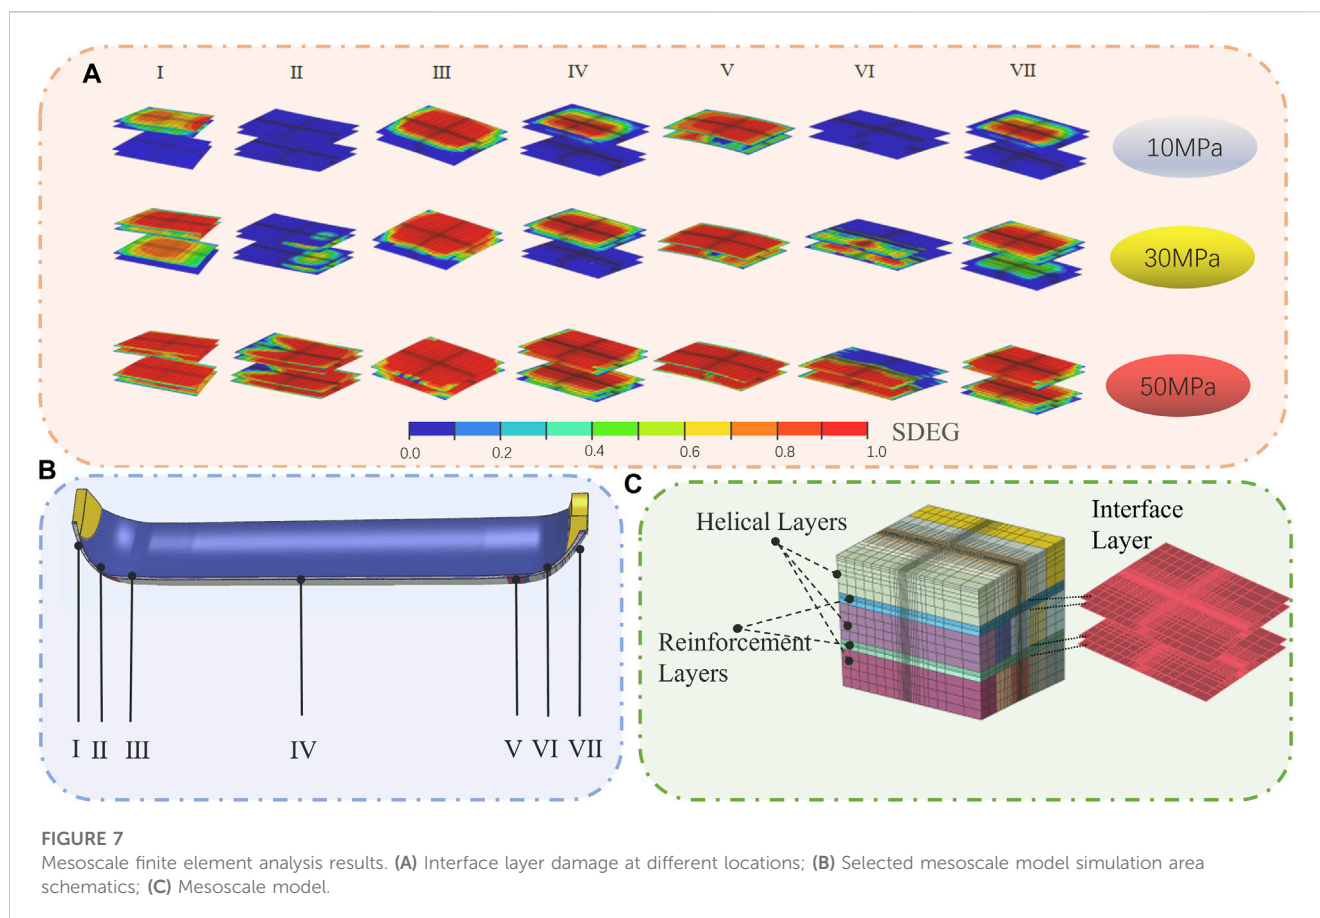 A
I II III IV V VI VII
10MPa
30MPa
50MPa
SDEG
0.0 0.2 0.4 0.6 0.8 1.0
B
I II III IV V VI VII
C
Helical Layers
Reinforcement
Layers
Interface
Layer
FIGURE 7
Mesoscale finite element analysis results. (A) Interface layer damage at different locations; (B) Selected mesoscale model simulation area
schematics; (C) Mesoscale model.